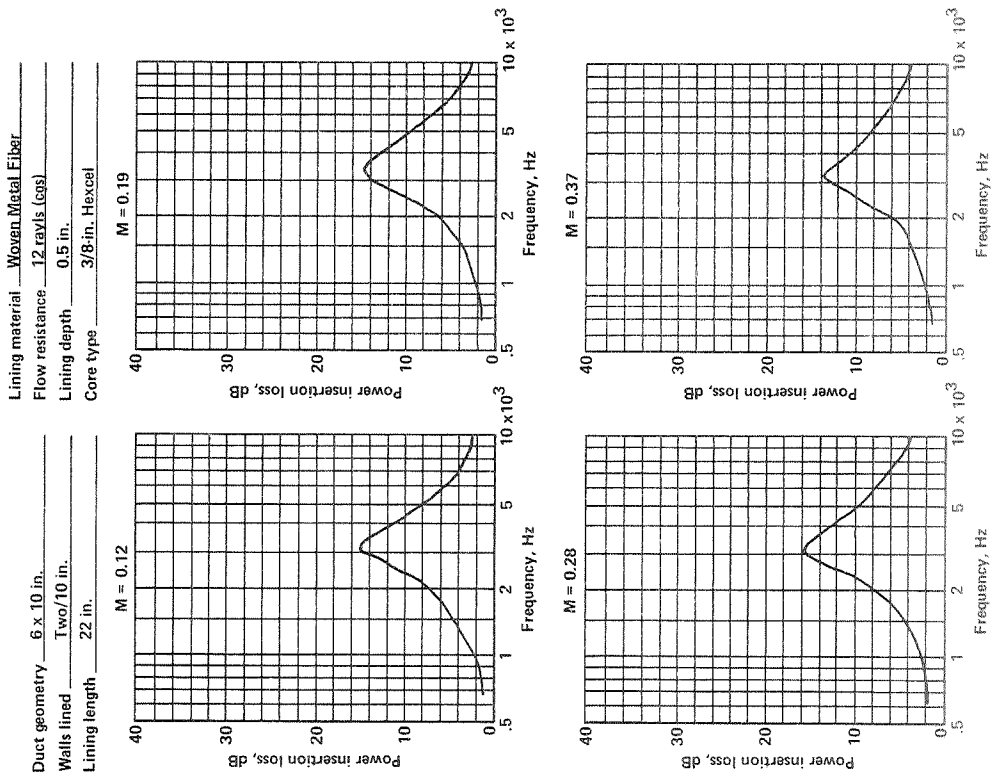 Duct geometry 6 x 10 in.
Walls lined Two/10 in.
Lining length 22 in.
Lining material Woven Metal Fiber
Flow resistance 12 rayls (cgs)
Lining depth 0.5 in.
Core type 3/8-in. Hexcel
M = 0.12
Power insertion loss, dB
40
30
20
10
0
.5 1 2 5 10 x 10³
Frequency, Hz
M = 0.19
Power insertion loss, dB
40
30
20
10
0
.5 1 2 5 10 x 10³
Frequency, Hz
M = 0.28
Power insertion loss, dB
40
30
20
10
0
.5 1 2 5 10 x 10³
Frequency, Hz
M = 0.37
Power insertion loss, dB
40
30
20
10
0
.5 1 2 5 10 x 10³
Frequency, Hz